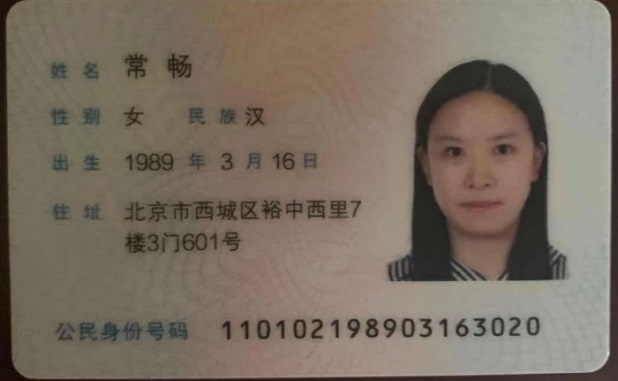 姓名 常畅
性别 女 民族 汉
出生 1989 年 3 月 16 日
住址 北京市西城区裕中西里7
楼3门601号
公民身份号码 110102198903163020